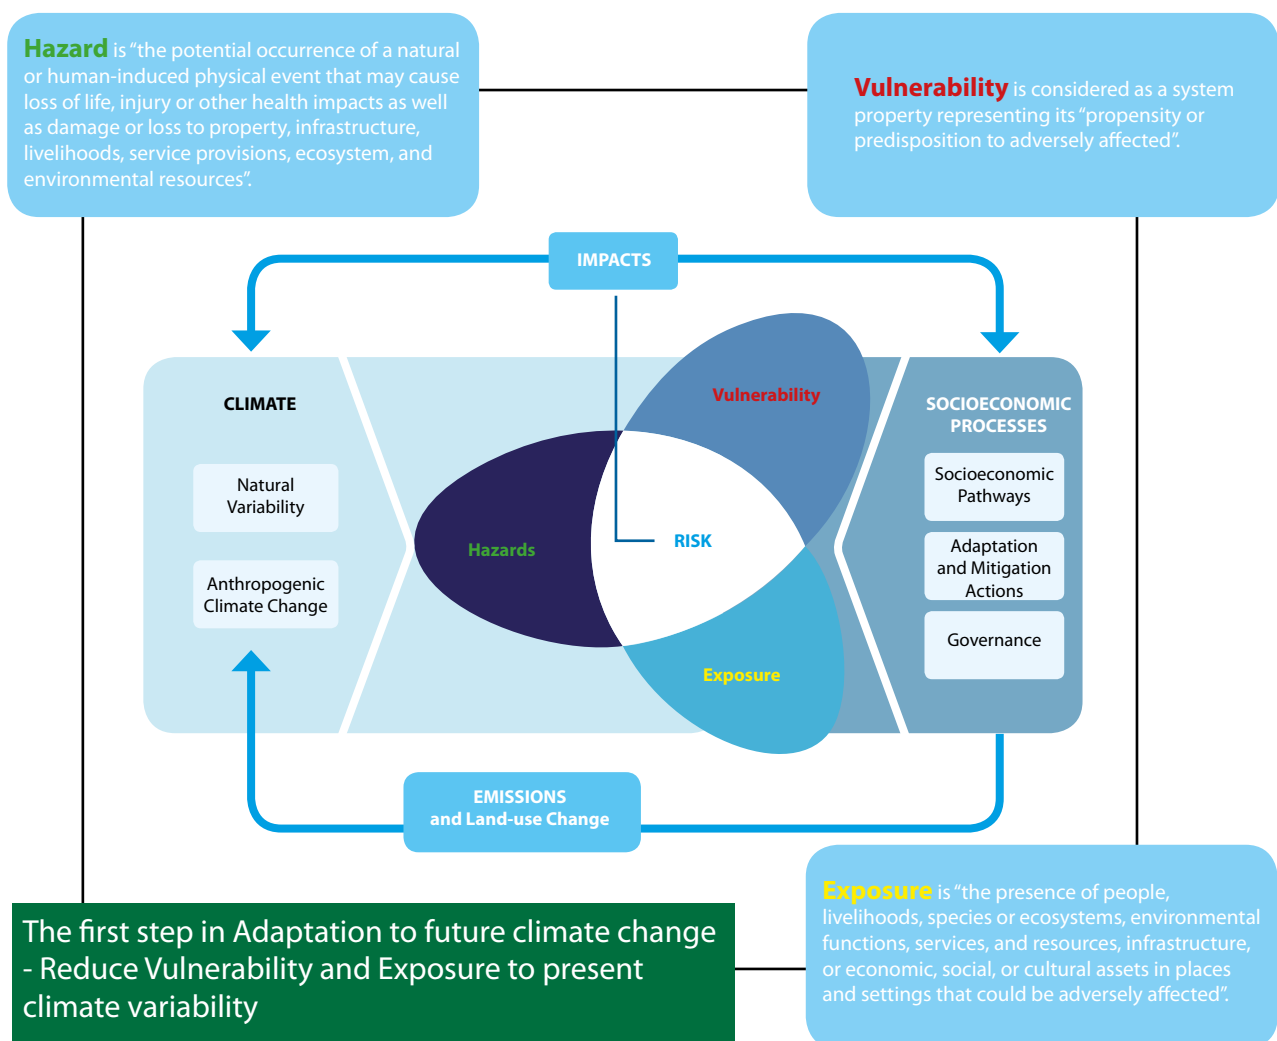 Hazard is “the potential occurrence of a natural
or human-induced physical event that may cause
loss of life, injury or other health impacts as well
as damage or loss to property, infrastructure,
livelihoods, service provisions, ecosystem, and
environmental resources”.
Vulnerability is considered as a system
property representing its “propensity or
predisposition to adversely affected”.
IMPACTS
CLIMATE
Natural
Variability
Anthropogenic
Climate Change
Vulnerability
Hazards
RISK
Exposure
SOCIOECONOMIC
PROCESSES
Socioeconomic
Pathways
Adaptation
and Mitigation
Actions
Governance
EMISSIONS
and Land-use Change
The first step in Adaptation to future climate change
- Reduce Vulnerability and Exposure to present
climate variability
Exposure is “the presence of people,
livelihoods, species or ecosystems, environmental
functions, services, and resources, infrastructure,
or economic, social, or cultural assets in places
and settings that could be adversely affected”.